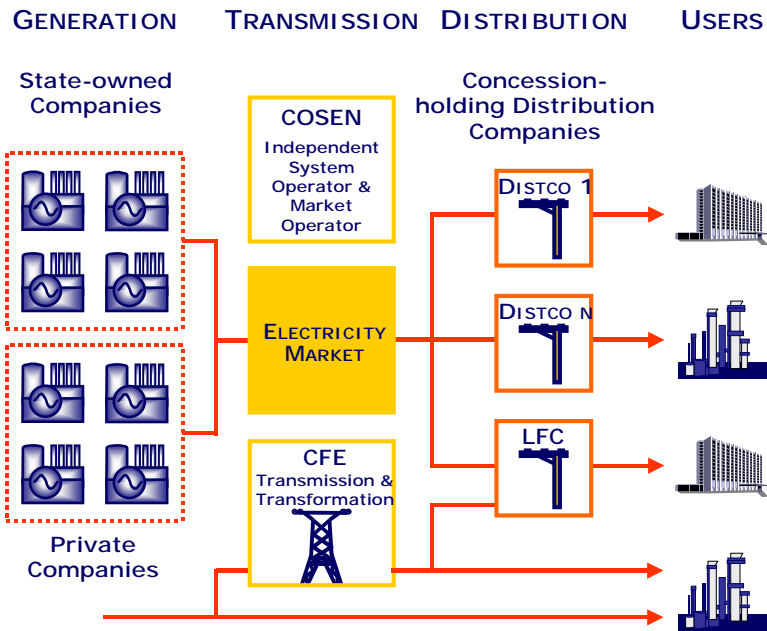 GENERATION
TRANSMISSION
DISTRIBUTION
USERS
State-owned
Companies
Private
Companies
COSEN
Independent
System
Operator &
Market
Operator
ELECTRICITY
MARKET
CFE
Transmission &
Transformation
Concession-
holding Distribution
Companies
DISTCO 1
DISTCO N
LFC